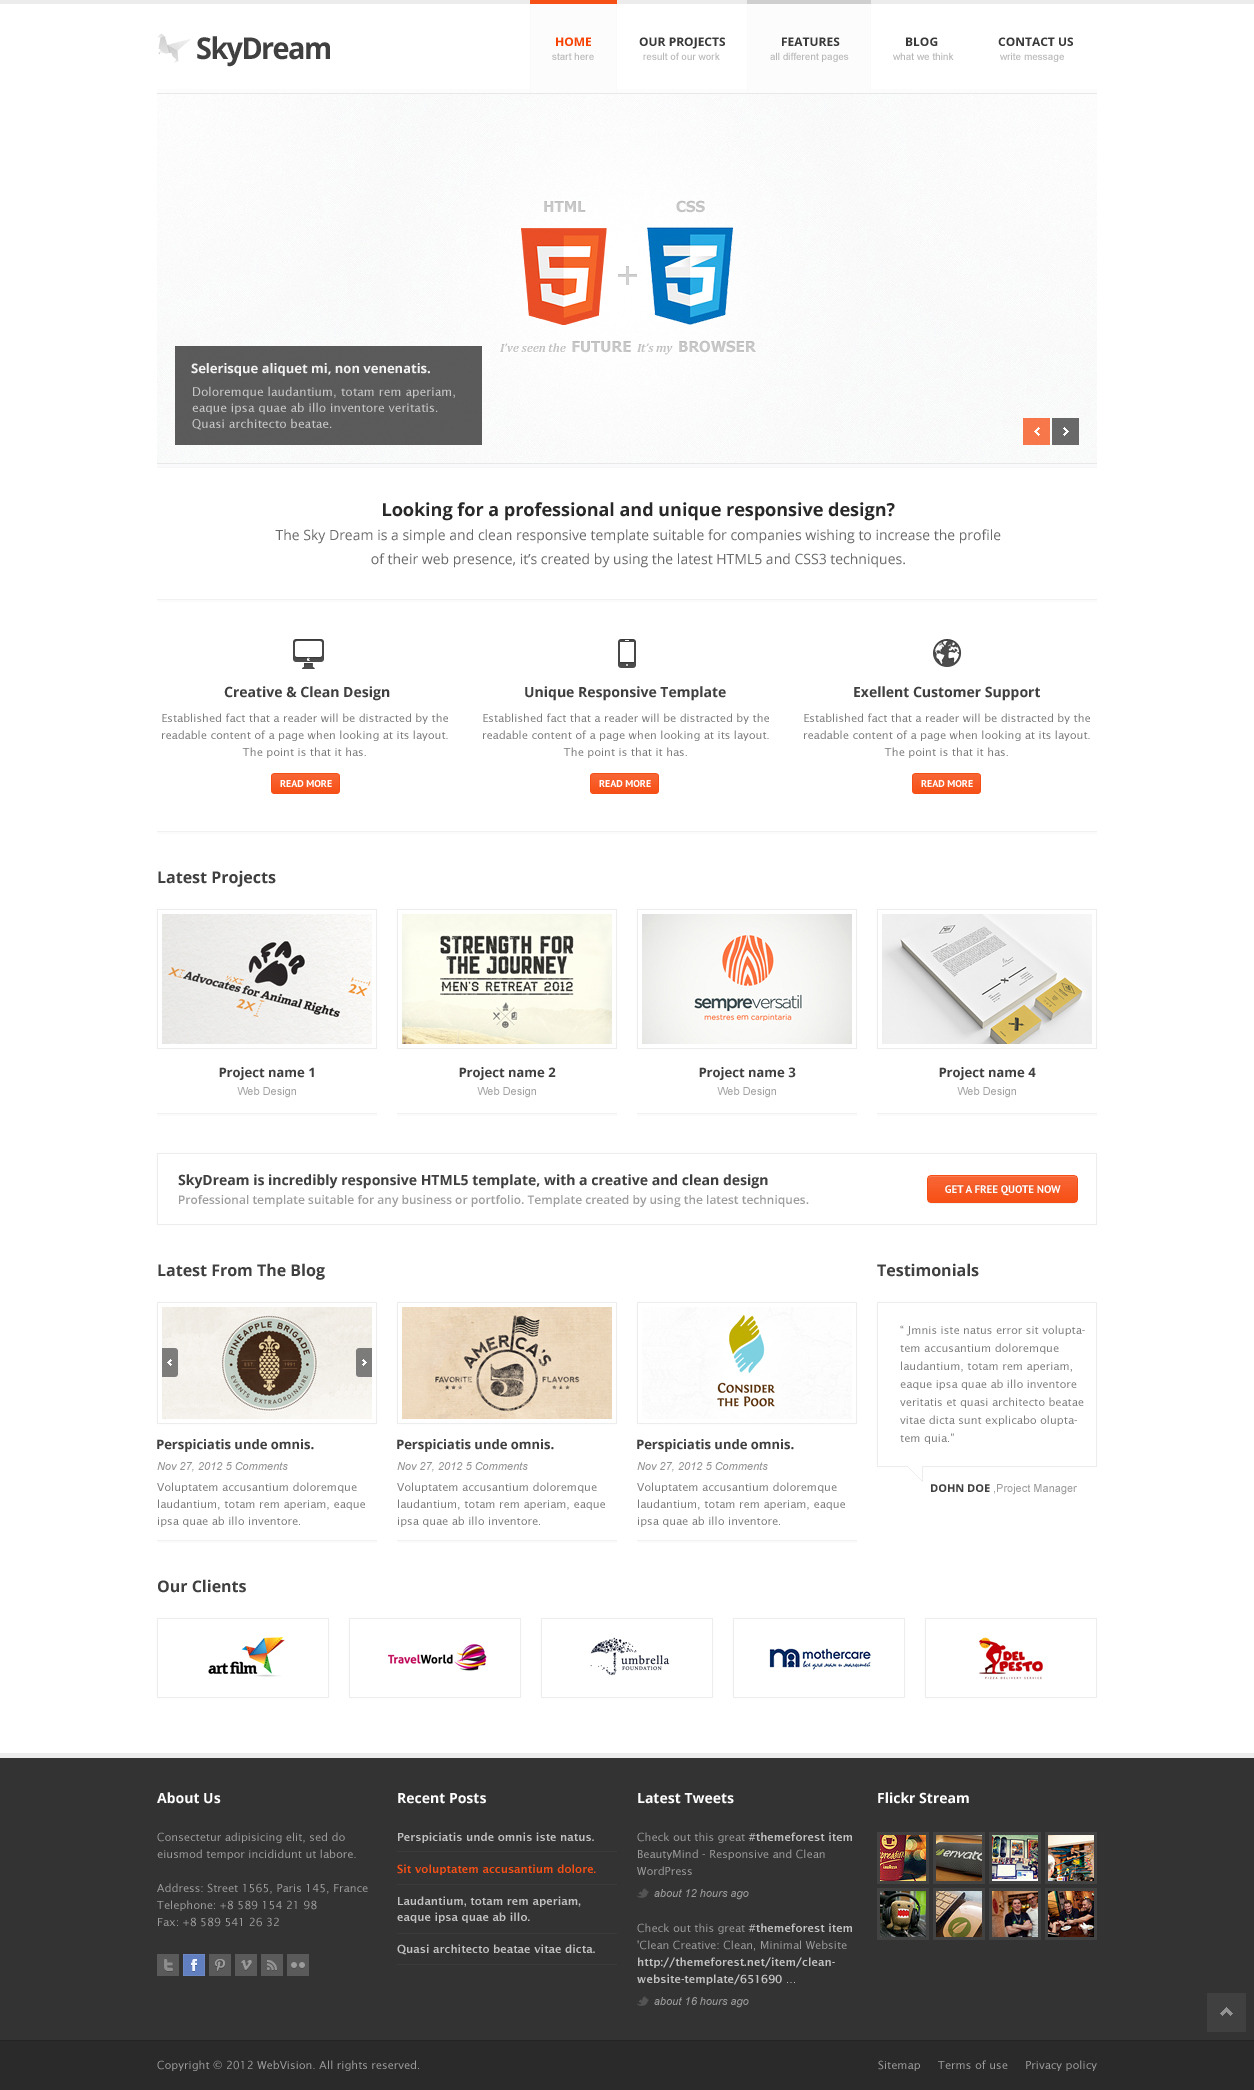 SkyDream
HOME
start here
OUR PROJECTS
result of our work
FEATURES
all different pages
BLOG
what we think
CONTACT US
write message
HTML
CSS
5
+
3
I've seen the FUTURE It's my BROWSER
Selerisque aliquet mi, non venenatis.
Doloremque laudantium, totam rem aperiam,
eaque ipsa quae ab illo inventore veritatis.
Quasi architecto beatae.
Looking for a professional and unique responsive design?
The Sky Dream is a simple and clean responsive template suitable for companies wishing to increase the profile
of their web presence, it's created by using the latest HTML5 and CSS3 techniques.
Creative & Clean Design
Established fact that a reader will be distracted by the
readable content of a page when looking at its layout.
The point is that it has.
READ MORE
Unique Responsive Template
Established fact that a reader will be distracted by the
readable content of a page when looking at its layout.
The point is that it has.
READ MORE
Exellent Customer Support
Established fact that a reader will be distracted by the
readable content of a page when looking at its layout.
The point is that it has.
READ MORE
Latest Projects
AFAR
X
X/2
Advocates for Animal Rights
2X
2X
Project name 1
Web Design
STRENGTH FOR
THE JOURNEY
MEN'S RETREAT 2012
Project name 2
Web Design
sempreversatil
mestres em carpintaria
Project name 3
Web Design
Project name 4
Web Design
SkyDream is incredibly responsive HTML5 template, with a creative and clean design
Professional template suitable for any business or portfolio. Template created by using the latest techniques.
GET A FREE QUOTE NOW
Latest From The Blog
PINEAPPLE BRIGADE
EST. 1981
EVENTS EXTRAORDINAIRE
Perspiciatis unde omnis.
Nov 27, 2012 5 Comments
Voluptatem accusantium doloremque
laudantium, totam rem aperiam, eaque
ipsa quae ab illo inventore.
AMERICA'S
FAVORITE 5 FLAVORS
Perspiciatis unde omnis.
Nov 27, 2012 5 Comments
Voluptatem accusantium doloremque
laudantium, totam rem aperiam, eaque
ipsa quae ab illo inventore.
CONSIDER
THE POOR
Perspiciatis unde omnis.
Nov 27, 2012 5 Comments
Voluptatem accusantium doloremque
laudantium, totam rem aperiam, eaque
ipsa quae ab illo inventore.
Testimonials
" Jmnis iste natus error sit volupta-
tem accusantium doloremque
laudantium, totam rem aperiam,
eaque ipsa quae ab illo inventore
veritatis et quasi architecto beatae
vitae dicta sunt explicabo olupta-
tem quia."
DOHN DOE ,Project Manager
Our Clients
art film
TravelWorld
umbrella
FOUNDATION
mothercare
все для мам и малышей
DEL
PESTO
PIZZA DELIVERY SERVICE
About Us
Consectetur adipisicing elit, sed do
eiusmod tempor incididunt ut labore.
Address: Street 1565, Paris 145, France
Telephone: +8 589 154 21 98
Fax: +8 589 541 26 32
Recent Posts
Perspiciatis unde omnis iste natus.
Sit voluptatem accusantium dolore.
Laudantium, totam rem aperiam,
eaque ipsa quae ab illo.
Quasi architecto beatae vitae dicta.
Latest Tweets
Check out this great #themeforest item
BeautyMind - Responsive and Clean
WordPress
about 12 hours ago
Check out this great #themeforest item
'Clean Creative: Clean, Minimal Website
http://themeforest.net/item/clean-
website-template/651690 ...
about 16 hours ago
Flickr Stream
envato
Copyright © 2012 WebVision. All rights reserved.
Sitemap
Terms of use
Privacy policy